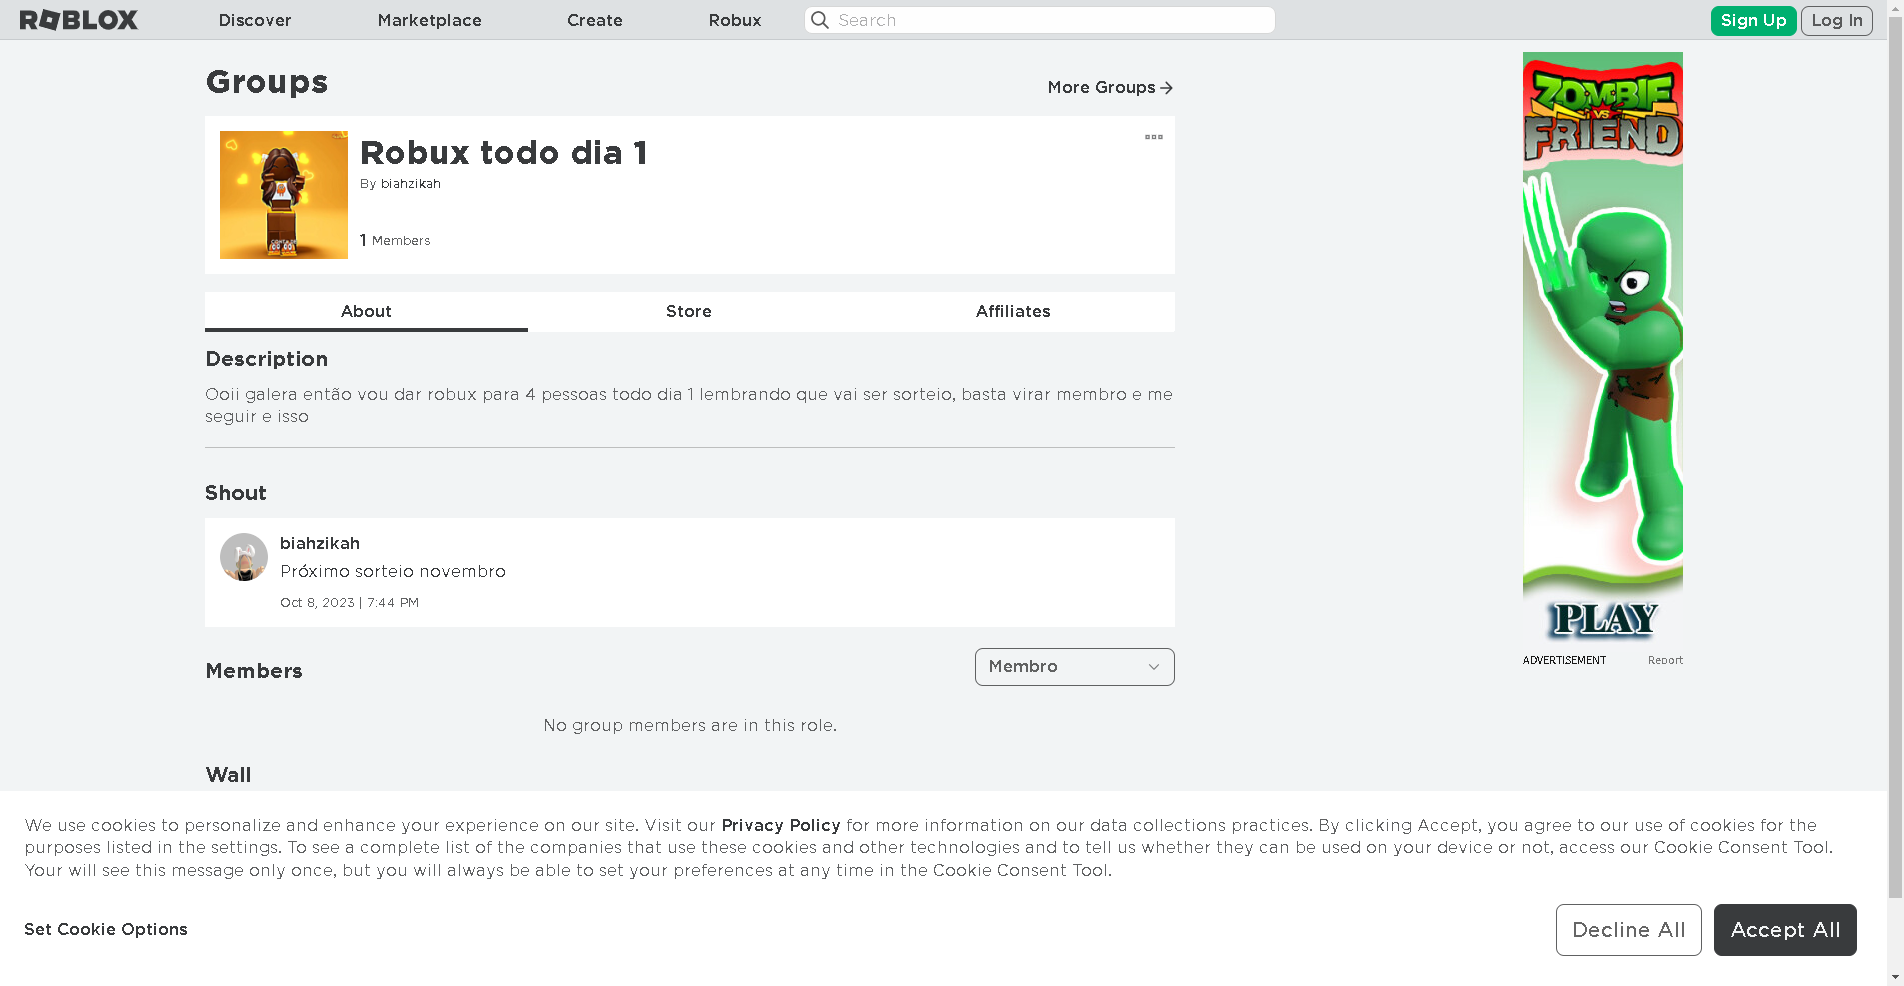 ROBLOX Discover Marketplace Create Robux Search Sign Up Log In
Groups
More Groups
Robux todo dia 1
By biahzikah
1 Members
About Store Affiliates
Description
Ooii galera então vou dar robux para 4 pessoas todo dia 1 lembrando que vai ser sorteio, basta virar membro e me
seguir e isso
Shout
biahzikah
Próximo sorteio novembro
Oct 8, 2023 | 7:44 PM
Members
Membro
No group members are in this role.
Wall
ZOMBIE
VS
FRIEND
PLAY
ADVERTISEMENT Report
We use cookies to personalize and enhance your experience on our site. Visit our Privacy Policy for more information on our data collections practices. By clicking Accept, you agree to our use of cookies for the
purposes listed in the settings. To see a complete list of the companies that use these cookies and other technologies and to tell us whether they can be used on your device or not, access our Cookie Consent Tool.
Your will see this message only once, but you will always be able to set your preferences at any time in the Cookie Consent Tool.
Set Cookie Options
Decline All Accept All